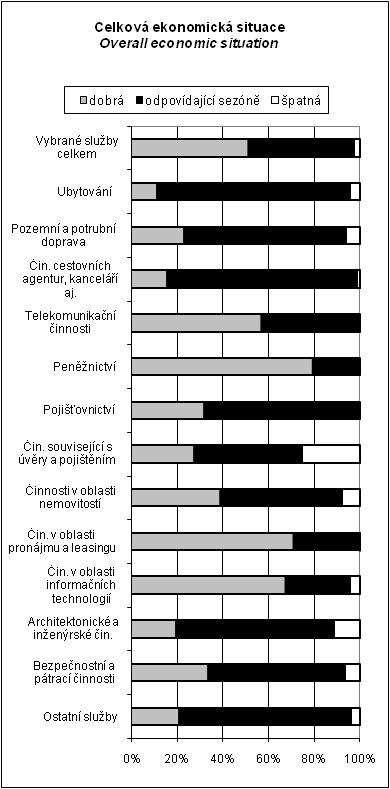 Celková ekonomická situace
Overall economic situation
dobrá odpovídající sezóně špatná
Vybrané služby
celkem
Ubytování
Pozemní a potrubní
doprava
Čin. cestovních
agentur, kanceláří
aj.
Telekomunikační
činnosti
Peněžnictví
Pojišťovnictví
Čin. související s
úvěry a pojištěním
Činnosti v oblasti
nemovitostí
Čin. v oblasti
pronájmu a leasingu
Čin. v oblasti
informačních
technologií
Architektonické a
inženýrské čin.
Bezpečnostní a
pátrací činnosti
Ostatní služby
0% 20% 40% 60% 80% 100%